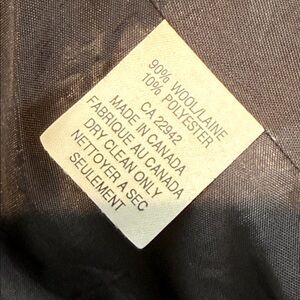 90% WOOL/LAINE
10% POLYESTER
CA 22942
MADE IN CANADA
FABRIQUE AU CANADA
DRY CLEAN ONLY
NETTOYER A SEC
SEULEMENT